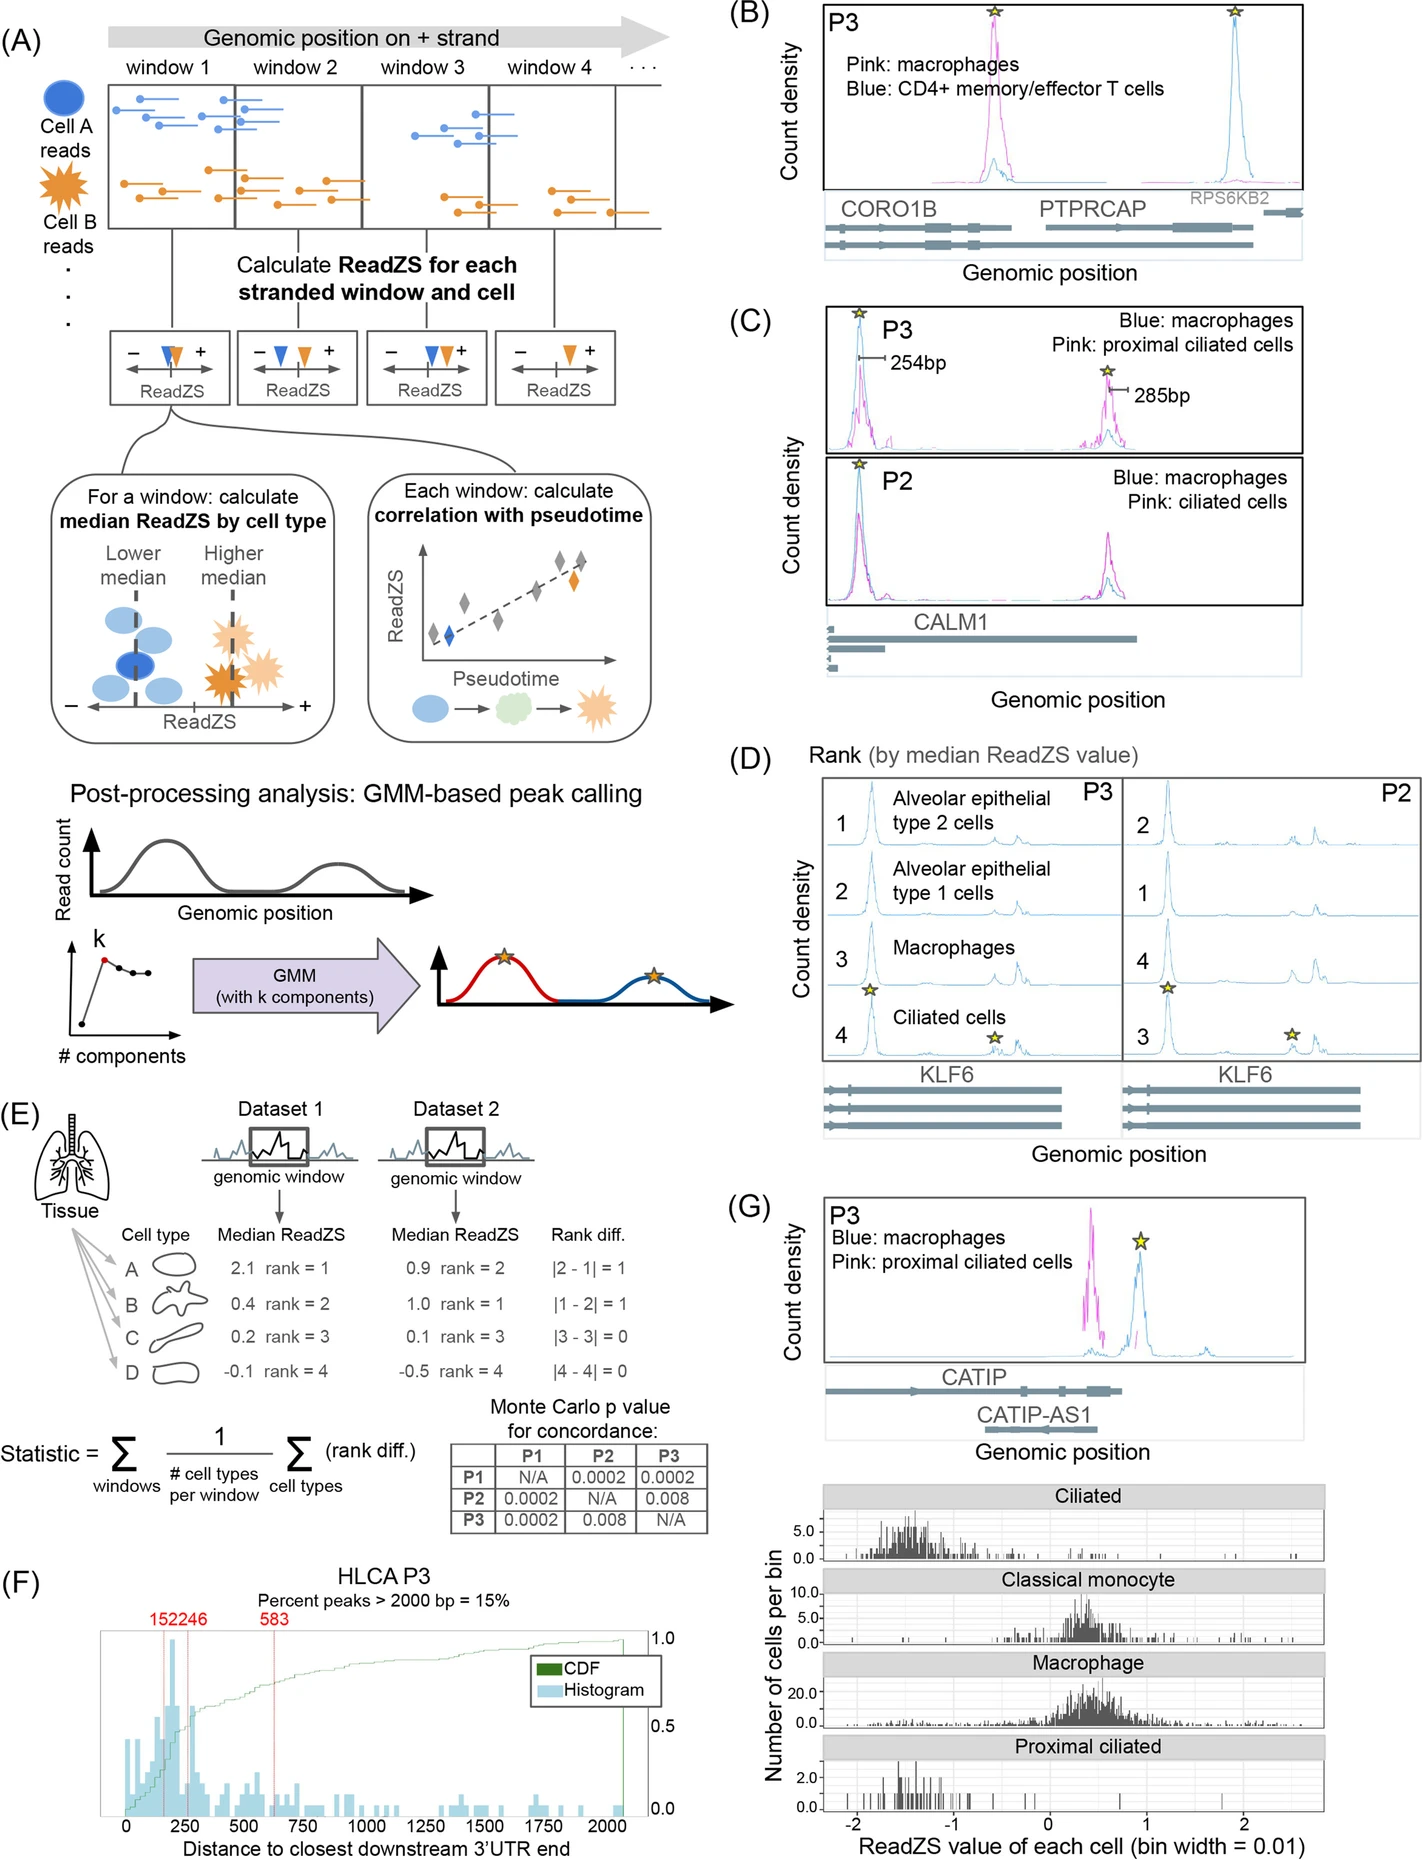 (A)
Genomic position on + strand
window 1
window 2
window 3
window 4
. . .
Cell A
reads
Cell B
reads
Calculate ReadZS for each
stranded window and cell
− + ReadZS
− + ReadZS
− + ReadZS
− + ReadZS
For a window: calculate
median ReadZS by cell type
Lower
median
Higher
median
− ReadZS +
Each window: calculate
correlation with pseudotime
ReadZS
Pseudotime
Post-processing analysis: GMM-based peak calling
Read count
Genomic position
k
# components
GMM
(with k components)
(B)
P3
Pink: macrophages
Blue: CD4+ memory/effector T cells
Count density
CORO1B
PTPRCAP
RPS6KB2
Genomic position
(C)
P3
Blue: macrophages
Pink: proximal ciliated cells
254bp
285bp
P2
Blue: macrophages
Pink: ciliated cells
Count density
CALM1
Genomic position
(D)
Rank (by median ReadZS value)
P3
P2
1
Alveolar epithelial
type 2 cells
2
2
Alveolar epithelial
type 1 cells
1
3
Macrophages
4
4
Ciliated cells
3
Count density
KLF6
KLF6
Genomic position
(E)
Tissue
Dataset 1
Dataset 2
genomic window
genomic window
Cell type
Median ReadZS
Median ReadZS
Rank diff.
A 2.1 rank = 1 0.9 rank = 2 |2 - 1| = 1
B 0.4 rank = 2 1.0 rank = 1 |1 - 2| = 1
C 0.2 rank = 3 0.1 rank = 3 |3 - 3| = 0
D -0.1 rank = 4 -0.5 rank = 4 |4 - 4| = 0
Statistic = Σ 1 Σ (rank diff.)
windows
# cell types
per window
cell types
Monte Carlo p value
for concordance:
P1 P2 P3
P1 N/A 0.0002 0.0002
P2 0.0002 N/A 0.008
P3 0.0002 0.008 N/A
(F)
HLCA P3
Percent peaks > 2000 bp = 15%
152246
583
CDF
Histogram
1.0
0.5
0.0
0 250 500 750 1000 1250 1500 1750 2000
Distance to closest downstream 3'UTR end
(G)
P3
Blue: macrophages
Pink: proximal ciliated cells
Count density
CATIP
CATIP-AS1
Genomic position
Number of cells per bin
Ciliated
5.0
0.0
Classical monocyte
10.0
5.0
0.0
Macrophage
20.0
0.0
Proximal ciliated
2.0
0.0
-2 -1 0 1 2
ReadZS value of each cell (bin width = 0.01)